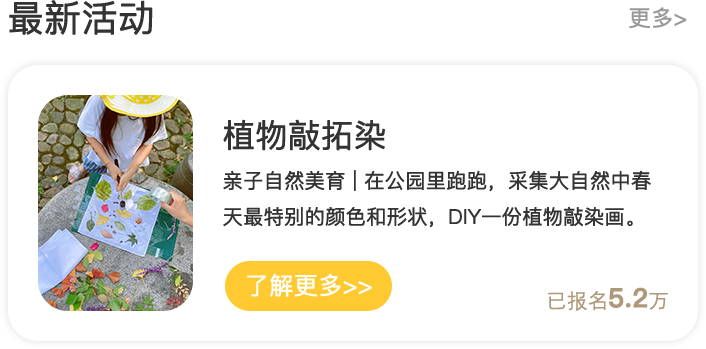 最新活动
更多>
植物敲拓染
亲子自然美育 | 在公园里跑跑，采集大自然中春
天最特别的颜色和形状，DIY一份植物敲染画。
了解更多>>
已报名5.2万